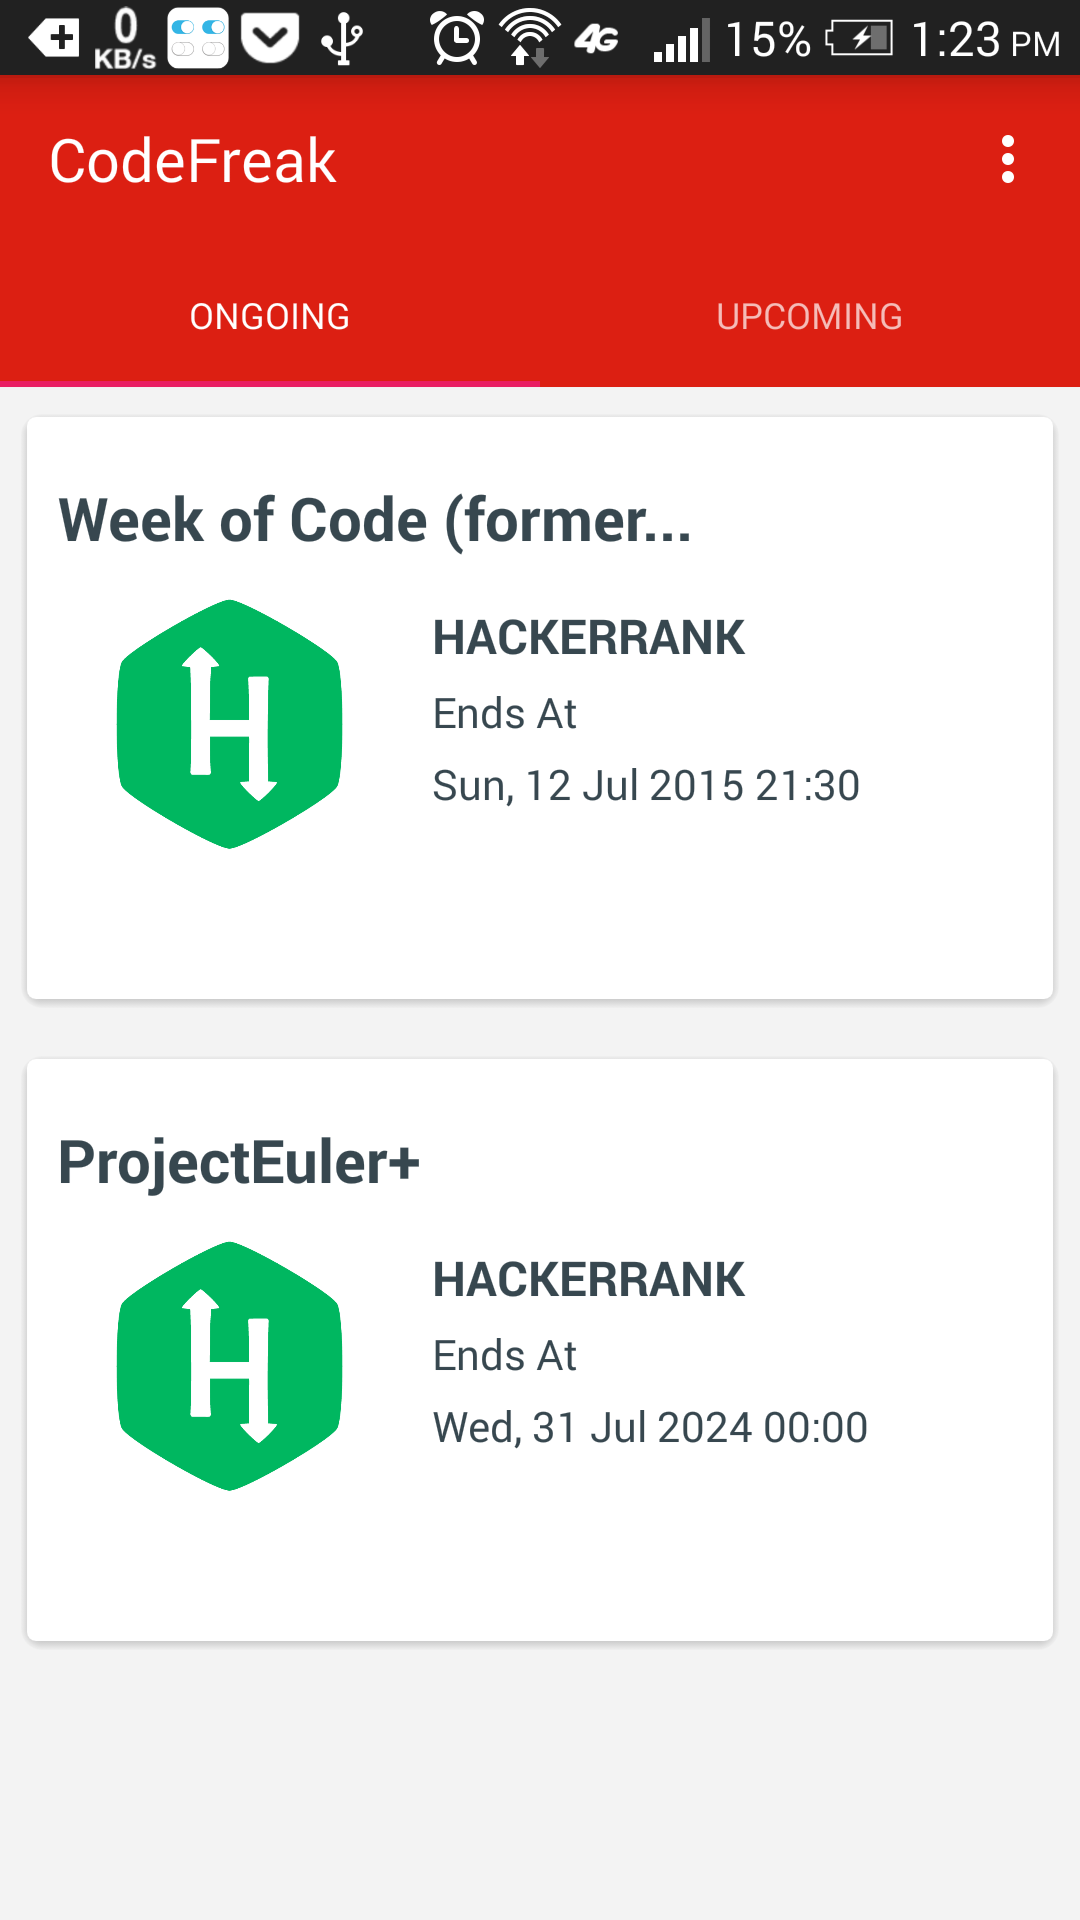 0
KB/s
4G
15%
1:23 PM
CodeFreak
ONGOING
UPCOMING
Week of Code (former...
H
HACKERRANK
Ends At
Sun, 12 Jul 2015 21:30
ProjectEuler+
H
HACKERRANK
Ends At
Wed, 31 Jul 2024 00:00